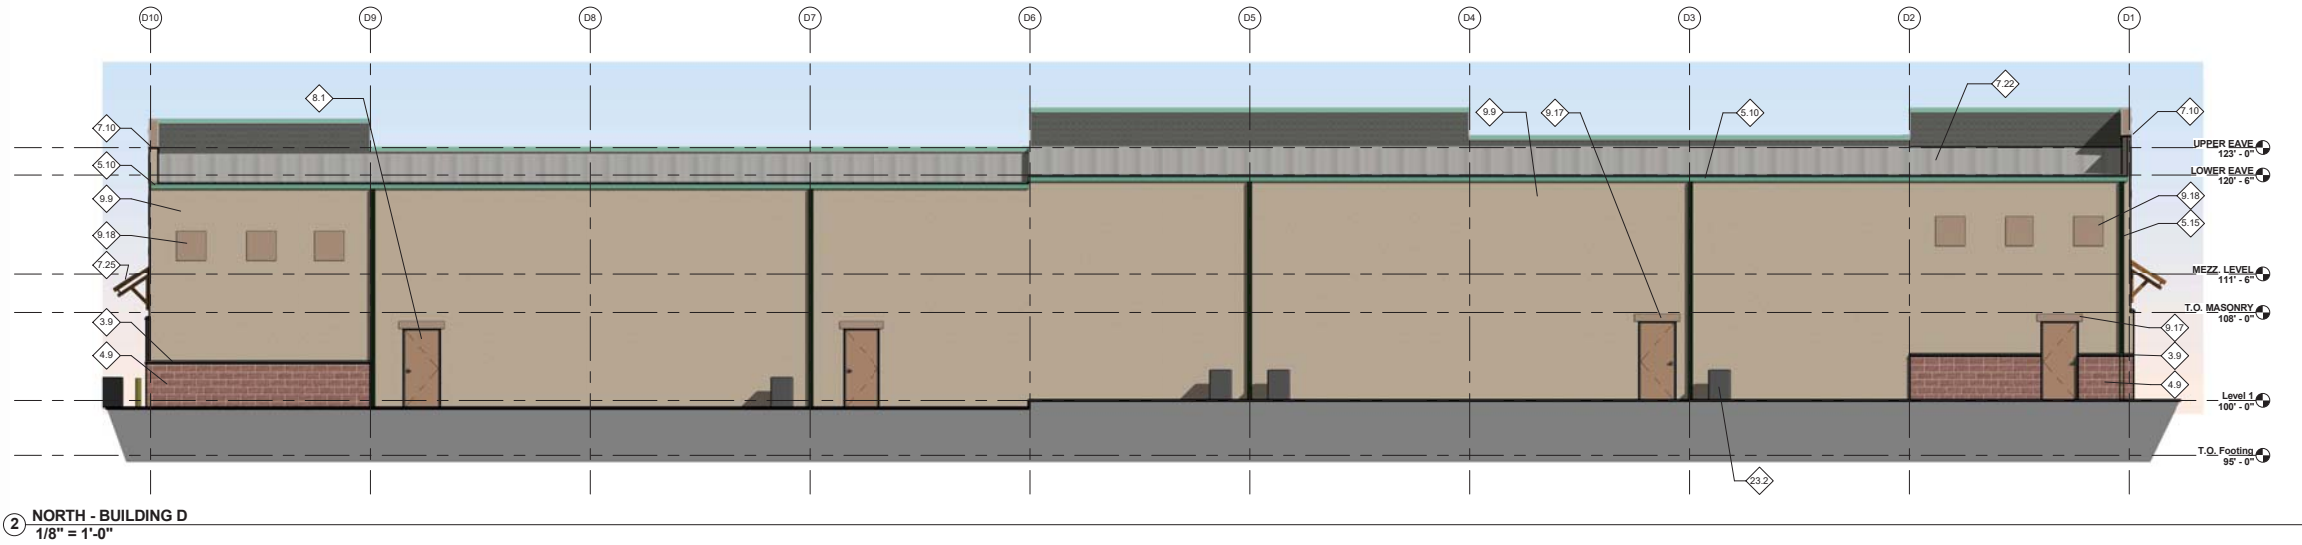 D10 D9 D8 D7 D6 D5 D4 D3 D2 D1
8.1 9.9 9.17 5.10 7.22
7.10
5.10
9.9
9.18
7.25
3.9
4.9
7.10
UPPER EAVE
123' - 0"
LOWER EAVE
120' - 6"
9.18
5.15
MEZZ. LEVEL
111' - 6"
T.O. MASONRY
108' - 0"
9.17
3.9
4.9
Level 1
100' - 0"
T.O. Footing
95' - 0"
23.2
2 NORTH - BUILDING D
1/8" = 1'-0"